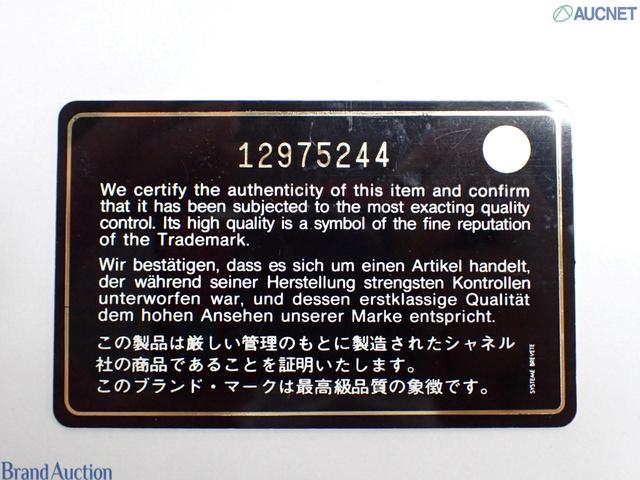 AUCNET
12975244
We certify the authenticity of this item and confirm
that it has been subjected to the most exacting quality
control. Its high quality is a symbol of the fine reputation
of the Trademark.
Wir bestätigen, dass es sich um einen Artikel handelt,
der während seiner Herstellung strengsten Kontrollen
unterworfen war, und dessen erstklassige Qualität
dem hohen Ansehen unserer Marke entspricht.
この製品は厳しい管理のもとに製造されたシャネル
社の商品であることを証明いたします。
このブランド・マークは最高級品質の象徴です。
SYSTEME BREVETE
Brand Auction